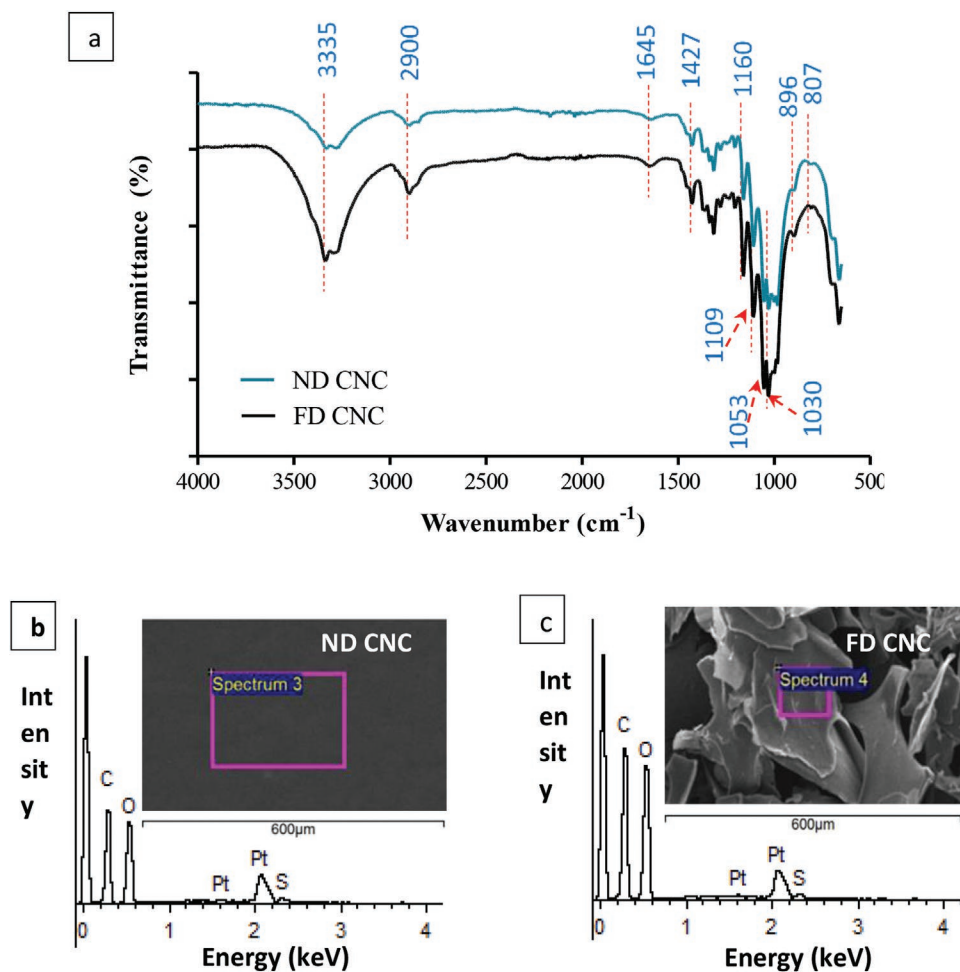 a
3335
2900
1645
1427
1160
896
807
Transmittance (%)
1109
1053
1030
ND CNC
FD CNC
4000 3500 3000 2500 2000 1500 1000 500
Wavenumber (cm⁻¹)
b
ND CNC
Spectrum 3
Int
en
sit
y
C
O
600µm
Pt
Pt
S
0 1 2 3 4
Energy (keV)
c
FD CNC
Spectrum 4
Int
en
sit
y
C
O
600µm
Pt
Pt
S
0 1 2 3 4
Energy (keV)